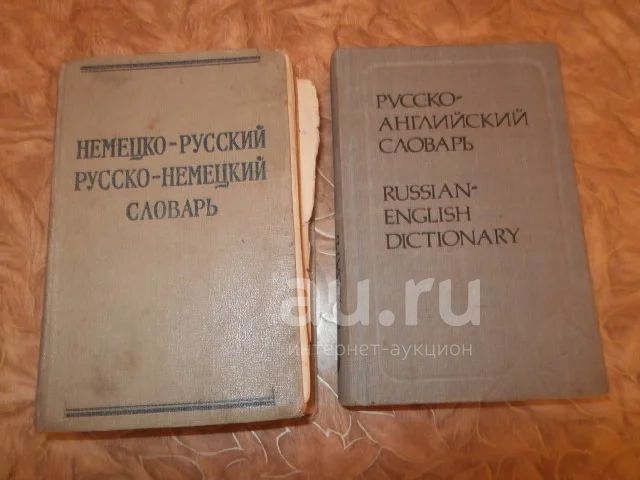 НЕМЕЦКО-РУССКИЙ
РУССКО-НЕМЕЦКИЙ
СЛОВАРЬ
РУССКО-
АНГЛИЙСКИЙ
СЛОВАРЬ
RUSSIAN-
ENGLISH
DICTIONARY
au.ru
интернет-аукцион